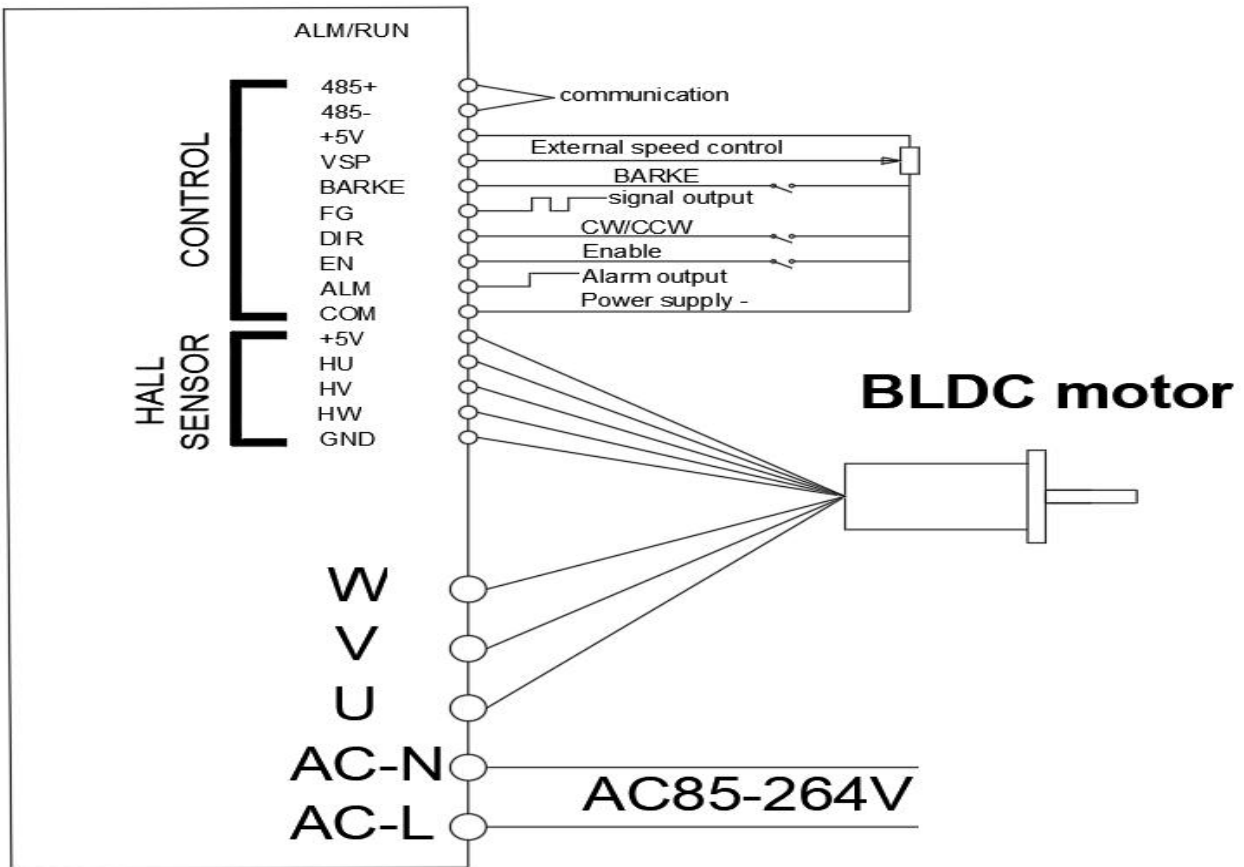 ALM/RUN
CONTROL
485+
485-
communication
+5V
VSP
External speed control
BARKE
BARKE
FG
signal output
DIR
CW/CCW
EN
Enable
ALM
Alarm output
COM
Power supply -
HALL
SENSOR
+5V
HU
HV
HW
GND
BLDC motor
W
V
U
AC-N
AC-L
AC85-264V